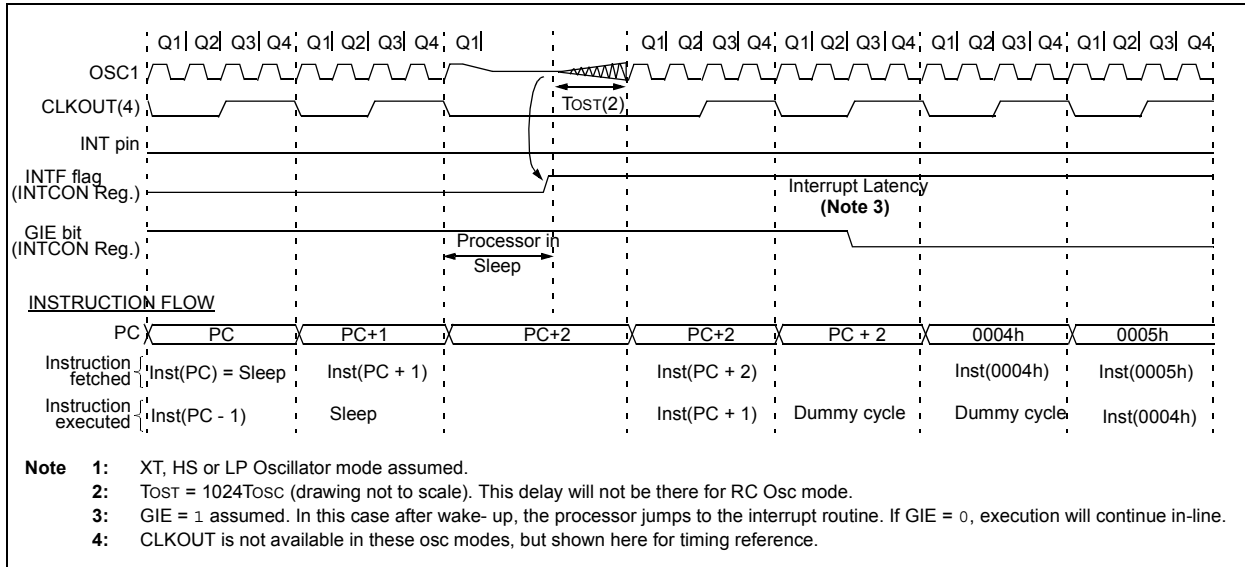 Q1 Q2 Q3 Q4 Q1 Q2 Q3 Q4 Q1 Q1 Q2 Q3 Q4 Q1 Q2 Q3 Q4 Q1 Q2 Q3 Q4 Q1 Q2 Q3 Q4
OSC1
TOST(2)
CLKOUT(4)
INT pin
INTF flag
(INTCON Reg.)
Interrupt Latency
(Note 3)
GIE bit
(INTCON Reg.)
Processor in
Sleep
INSTRUCTION FLOW
PC PC PC+1 PC+2 PC+2 PC + 2 0004h 0005h
Instruction
fetched
Inst(PC) = Sleep Inst(PC + 1) Inst(PC + 2) Inst(0004h) Inst(0005h)
Instruction
executed
Inst(PC - 1) Sleep Inst(PC + 1) Dummy cycle Dummy cycle Inst(0004h)
Note 1: XT, HS or LP Oscillator mode assumed.
2: TOST = 1024TOSC (drawing not to scale). This delay will not be there for RC Osc mode.
3: GIE = 1 assumed. In this case after wake- up, the processor jumps to the interrupt routine. If GIE = 0, execution will continue in-line.
4: CLKOUT is not available in these osc modes, but shown here for timing reference.